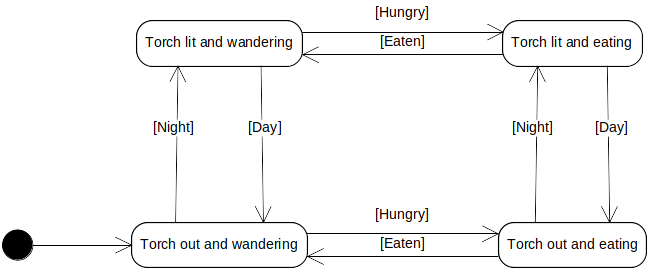 [Hungry]
Torch lit and wandering
[Eaten]
Torch lit and eating
[Night]
[Day]
[Night]
[Day]
[Hungry]
Torch out and wandering
[Eaten]
Torch out and eating